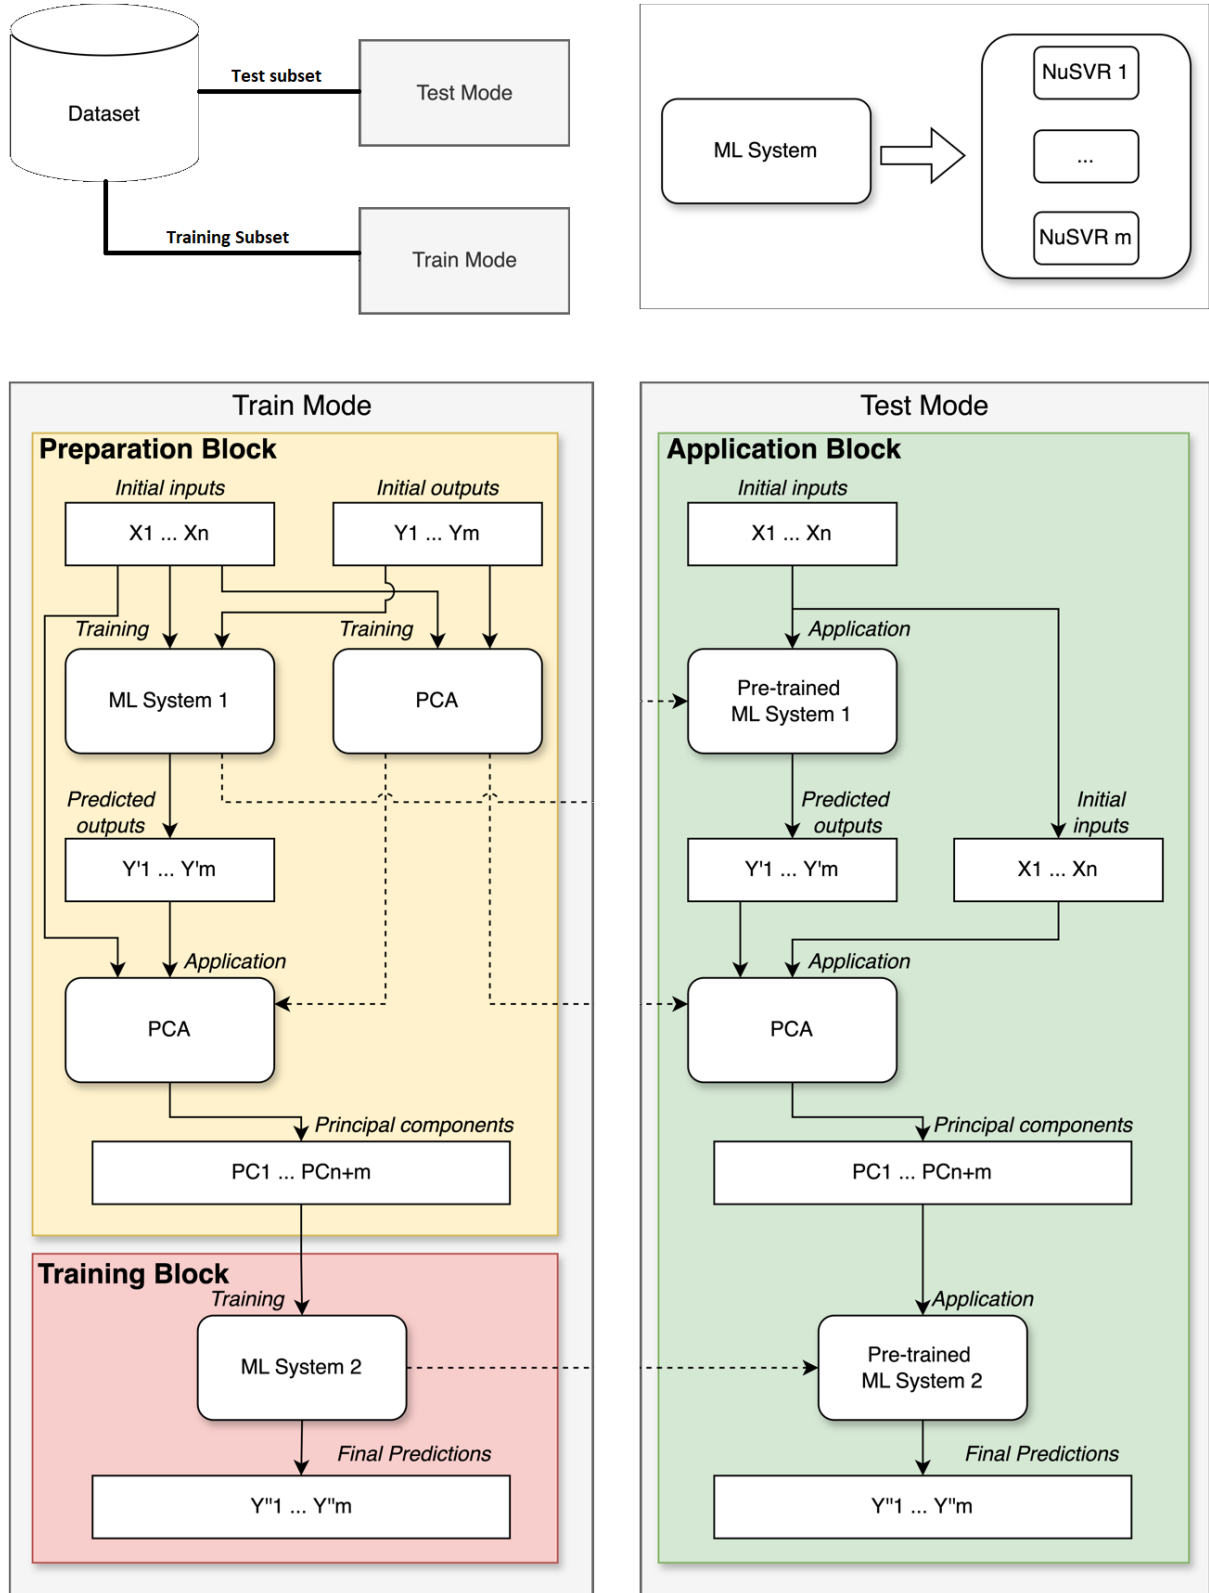 Dataset
Test subset
Test Mode
Training Subset
Train Mode
ML System
NuSVR 1
...
NuSVR m
Train Mode
Preparation Block
Initial inputs
Initial outputs
X1 ... Xn
Y1 ... Ym
Training
Training
ML System 1
PCA
Predicted
outputs
Y'1 ... Y'm
Application
PCA
Principal components
PC1 ... PCn+m
Training Block
Training
ML System 2
Final Predictions
Y"1 ... Y"m
Test Mode
Application Block
Initial inputs
X1 ... Xn
Application
Pre-trained
ML System 1
Predicted
outputs
Initial
inputs
Y'1 ... Y'm
X1 ... Xn
Application
PCA
Principal components
PC1 ... PCn+m
Application
Pre-trained
ML System 2
Final Predictions
Y"1 ... Y"m